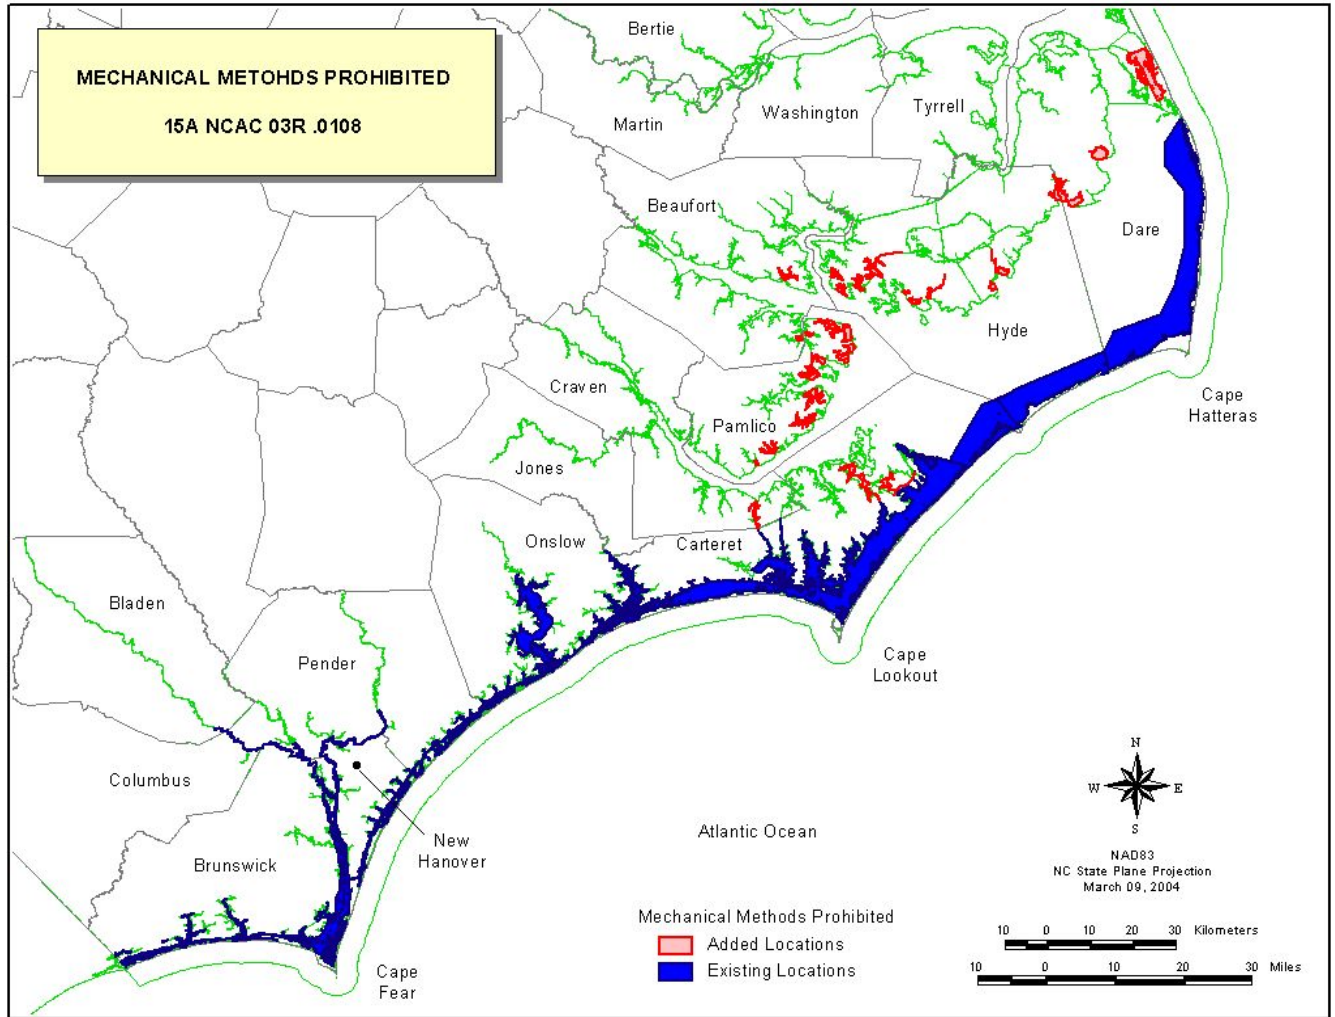 MECHANICAL METOHDS PROHIBITED
15A NCAC 03R .0108
Bertie
Martin
Washington
Tyrrell
Beaufort
Dare
Hyde
Craven
Cape
Hatteras
Pamlico
Jones
Onslow
Carteret
Bladen
Pender
Cape
Lookout
Columbus
New
Hanover
Brunswick
Cape
Fear
Atlantic Ocean
N
W
E
S
NAD83
NC State Plane Projection
March 09, 2004
Mechanical Methods Prohibited
Added Locations
Existing Locations
10 0 10 20 30 Kilometers
10 0 10 20 30 Miles